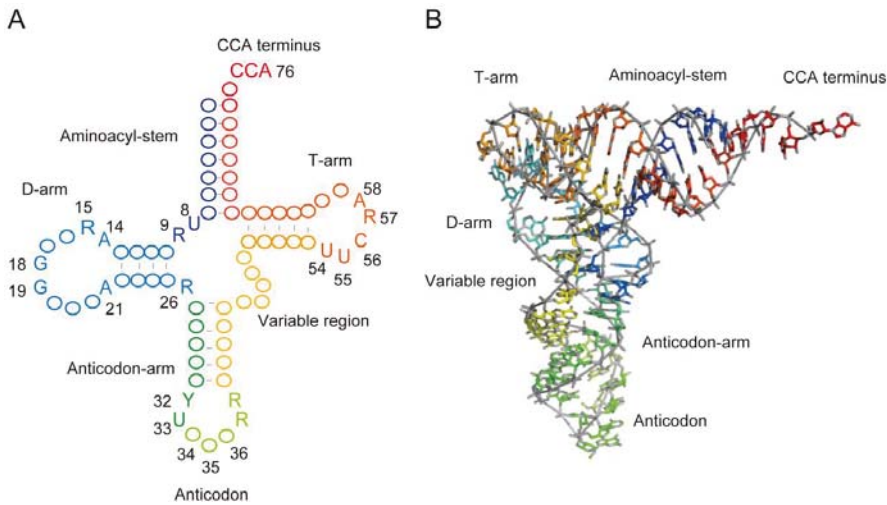 A
B
CCA terminus
CCA 76
Aminoacyl-stem
T-arm
D-arm
58
A
R
57
C
56
U
U
55
54
15
R
A
14
9
8
R
U
18
G
19
G
A
21
26
R
Variable region
Anticodon-arm
32
Y
R
33
U
R
34
35
36
Anticodon
T-arm
Aminoacyl-stem
CCA terminus
D-arm
Variable region
Anticodon-arm
Anticodon